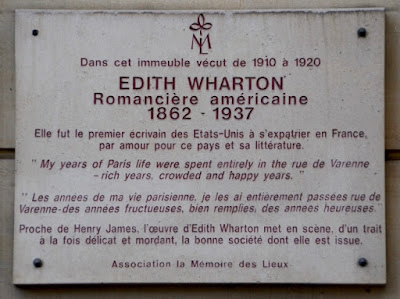 ML
Dans cet immeuble vécut de 1910 à 1920
EDITH WHARTON
Romancière américaine
1862 - 1937
Elle fut le premier écrivain des Etats-Unis à s'expatrier en France,
par amour pour ce pays et sa littérature.
" My years of Paris life were spent entirely in the rue de Varenne
- rich years, crowded and happy years. "
" Les années de ma vie parisienne, je les ai entièrement passées rue de
Varenne-des années fructueuses, bien remplies, des années heureuses."
Proche de Henry James, l'œuvre d'Edith Wharton met en scène, d'un trait
à la fois délicat et mordant, la bonne société dont elle est issue.
Association la Mémoire des Lieux